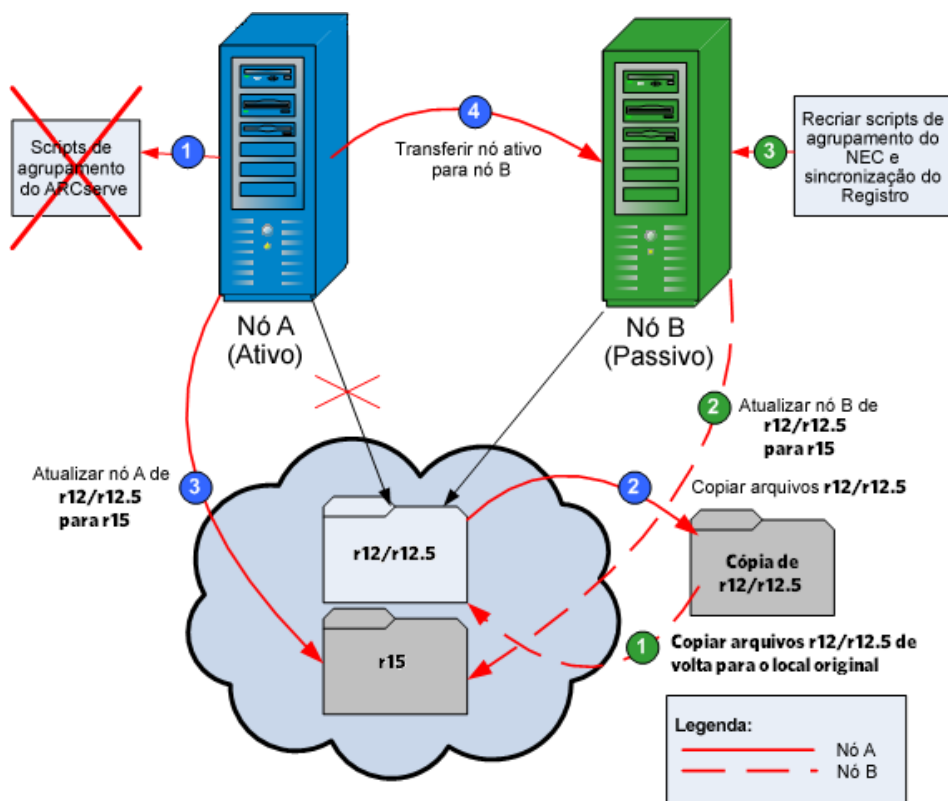 Scripts de
agrupamento
do ARCserve
1
4
Transferir nó ativo
para nó B
3
Recriar scripts de
agrupamento do
NEC e
sincronização do
Registro
Nó A
(Ativo)
Nó B
(Passivo)
2
Atualizar nó B de
r12/r12.5
para r15
Atualizar nó A de
r12/r12.5
para r15
3
2
Copiar arquivos r12/r12.5
r12/r12.5
Cópia de
r12/r12.5
r15
1
Copiar arquivos r12/r12.5 de
volta para o local original
Legenda:
Nó A
Nó B